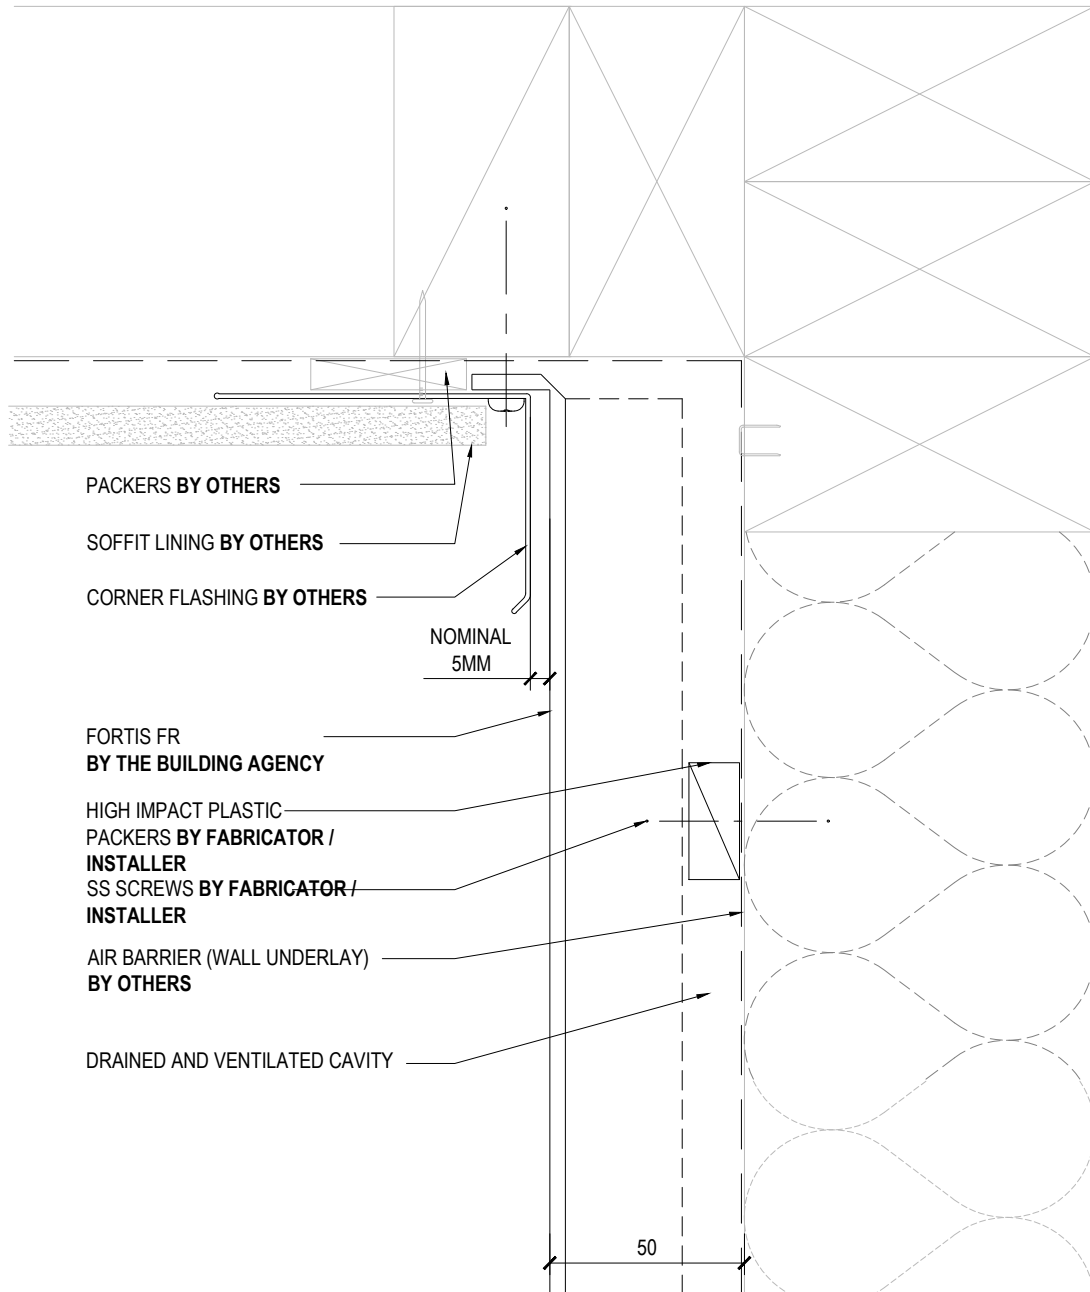 PACKERS BY OTHERS
SOFFIT LINING BY OTHERS
CORNER FLASHING BY OTHERS
NOMINAL
5MM
FORTIS FR
BY THE BUILDING AGENCY
HIGH IMPACT PLASTIC
PACKERS BY FABRICATOR /
INSTALLER
SS SCREWS BY FABRICATOR /
INSTALLER
AIR BARRIER (WALL UNDERLAY)
BY OTHERS
DRAINED AND VENTILATED CAVITY
50